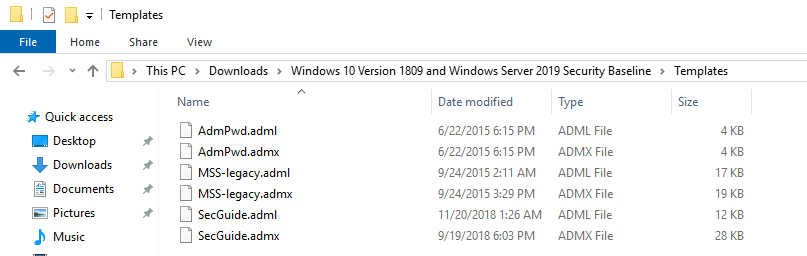 Templates
File Home Share View
This PC Downloads Windows 10 Version 1809 and Windows Server 2019 Security Baseline Templates
Name Date modified Type Size
Quick access
Desktop
Downloads
Documents
Pictures
Music
AdmPwd.adml 6/22/2015 6:15 PM ADML File 4 KB
AdmPwd.admx 6/22/2015 6:15 PM ADMX File 4 KB
MSS-legacy.adml 9/24/2015 2:11 AM ADML File 17 KB
MSS-legacy.admx 9/24/2015 3:29 PM ADMX File 19 KB
SecGuide.adml 11/20/2018 1:26 AM ADML File 12 KB
SecGuide.admx 9/19/2018 6:03 PM ADMX File 28 KB